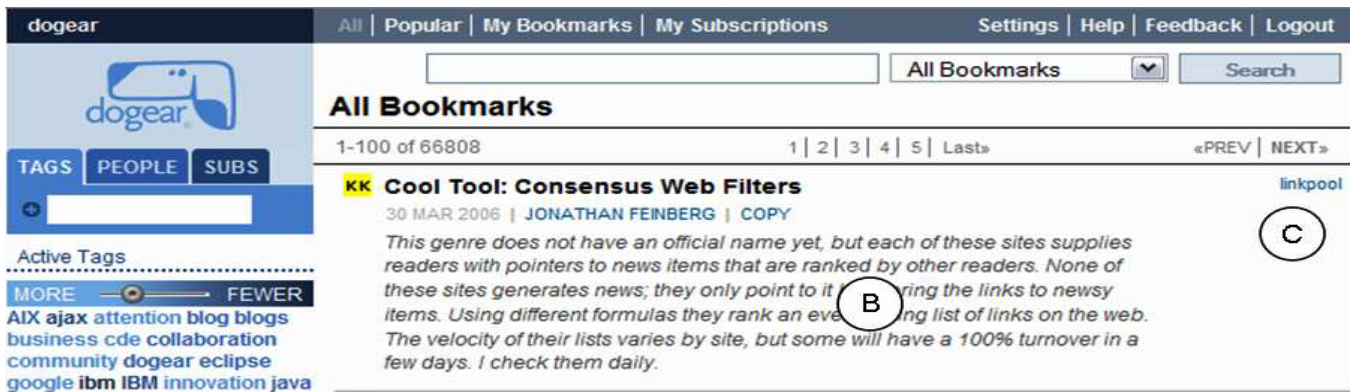 dogear
All | Popular | My Bookmarks | My Subscriptions
Settings | Help | Feedback | Logout
dogear
All Bookmarks
Search
All Bookmarks
1-100 of 66808
1 | 2 | 3 | 4 | 5 | Last»
«PREV | NEXT»
TAGS PEOPLE SUBS
Active Tags
MORE FEWER
AIX ajax attention blog blogs
business cde collaboration
community dogear eclipse
google ibm IBM innovation java
KK Cool Tool: Consensus Web Filters
linkpool
30 MAR 2006 | JONATHAN FEINBERG | COPY
C
This genre does not have an official name yet, but each of these sites supplies
readers with pointers to news items that are ranked by other readers. None of
these sites generates news; they only point to it B ring the links to newsy
items. Using different formulas they rank an list of links on the web.
The velocity of their lists varies by site, but some will have a 100% turnover in a
few days. I check them daily.